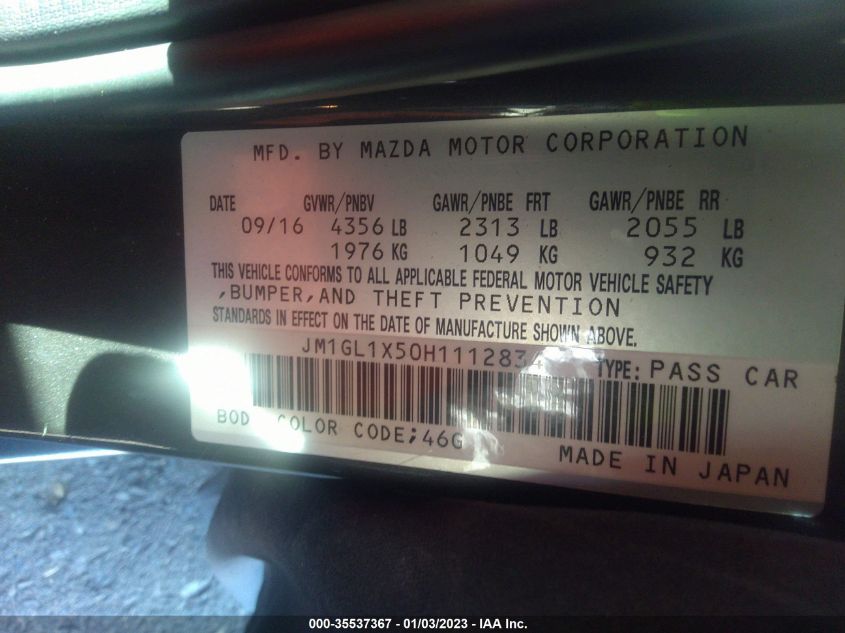 MFD. BY MAZDA MOTOR CORPORATION
DATE GVWR/PNBV GAWR/PNBE FRT GAWR/PNBE RR
09/16 4356 LB 2313 LB 2055 LB
1976 KG 1049 KG 932 KG
THIS VEHICLE CONFORMS TO ALL APPLICABLE FEDERAL MOTOR VEHICLE SAFETY
,BUMPER,AND THEFT PREVENTION
STANDARDS IN EFFECT ON THE DATE OF MANUFACTURE SHOWN ABOVE.
JM1GL1X50H1112834 TYPE: PASS CAR
BOD COLOR CODE;46G
MADE IN JAPAN
000-35537367 - 01/03/2023 - IAA Inc.